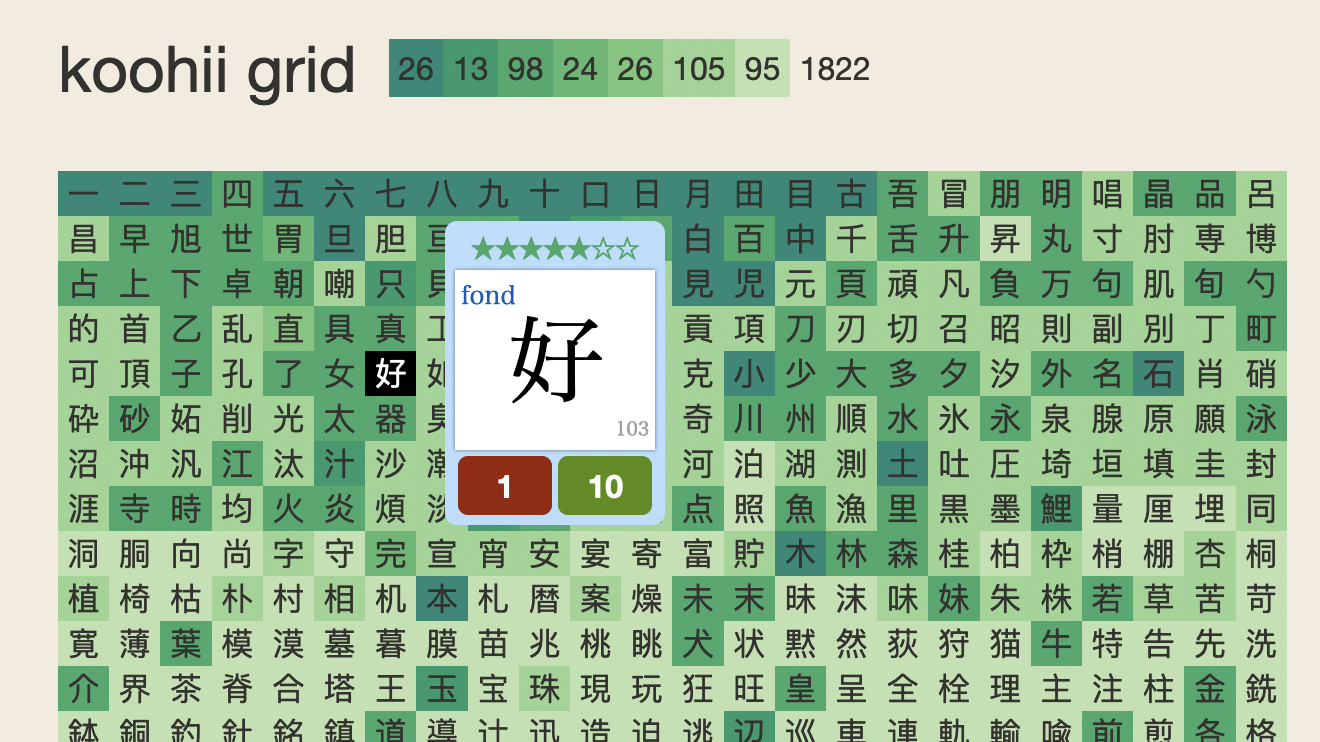 koohii grid 26 13 98 24 26 105 95 1822
一 二 三 四 五 六 七 八 九 十 口 日 月 田 目 古 吾 冒 朋 明 唱 晶 品 呂
昌 早 旭 世 胃 旦 胆 亘 白 百 中 千 舌 升 昇 丸 寸 肘 専 博
占 上 下 卓 朝 嘲 只 貝 見 児 元 頁 頑 凡 負 万 句 肌 旬 勺
的 首 乙 乱 直 具 真 工 貢 項 刀 刃 切 召 昭 則 副 別 丁 町
可 頂 子 孔 了 女 好 如 克 小 少 大 多 夕 汐 外 名 石 肖 硝
砕 砂 妬 削 光 太 器 臭 奇 川 州 順 水 氷 永 泉 腺 原 願 泳
沼 沖 汎 江 汰 汁 沙 潮 河 泊 湖 測 土 吐 圧 埼 垣 填 圭 封
涯 寺 時 均 火 炎 煩 淡 点 照 魚 漁 里 黒 墨 鯉 量 厘 埋 同
洞 胴 向 尚 字 守 完 宣 宵 安 宴 寄 富 貯 木 林 森 桂 柏 枠 梢 棚 杏 桐
植 椅 枯 朴 村 相 机 本 札 暦 案 燥 未 末 昧 沫 味 妹 朱 株 若 草 苦 苛
寛 薄 葉 模 漠 墓 暮 膜 苗 兆 桃 眺 犬 状 黙 然 荻 狩 猫 牛 特 告 先 洗
介 界 茶 脊 合 塔 王 玉 宝 珠 現 玩 狂 旺 皇 呈 全 栓 理 主 注 柱 金 銑
鉢 銅 釣 針 銘 鎮 道 導 辻 迅 造 迫 逃 辺 巡 車 連 軌 輸 喩 前 剪 各 格
★★★★★☆☆
fond
好
103
1 10